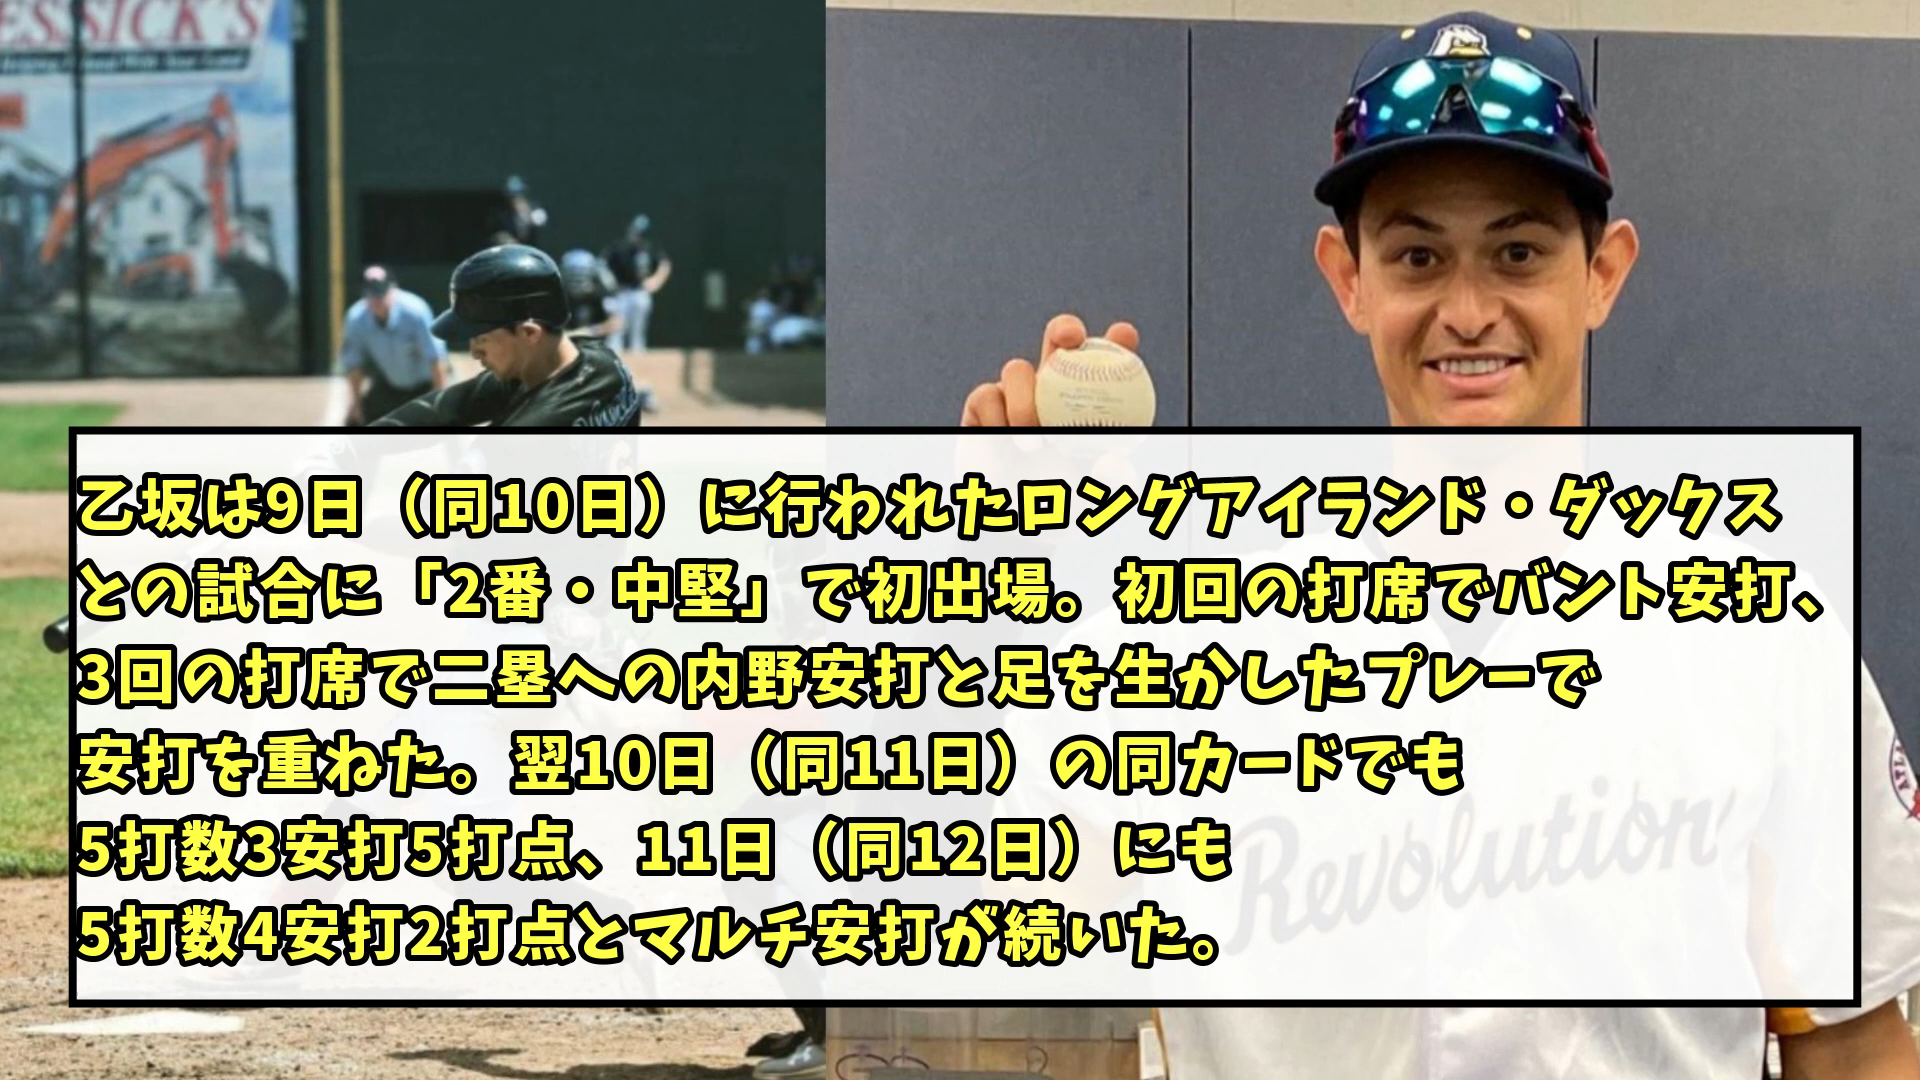 ESSICK'S
乙坂は9日（同10日）に行われたロングアイランド・ダックス
との試合に「2番・中堅」で初出場。初回の打席でバント安打、
3回の打席で二塁への内野安打と足を生かしたプレーで
安打を重ねた。翌10日（同11日）の同カードでも
5打数3安打5打点、11日（同12日）にも
5打数4安打2打点とマルチ安打が続いた。
Revolution